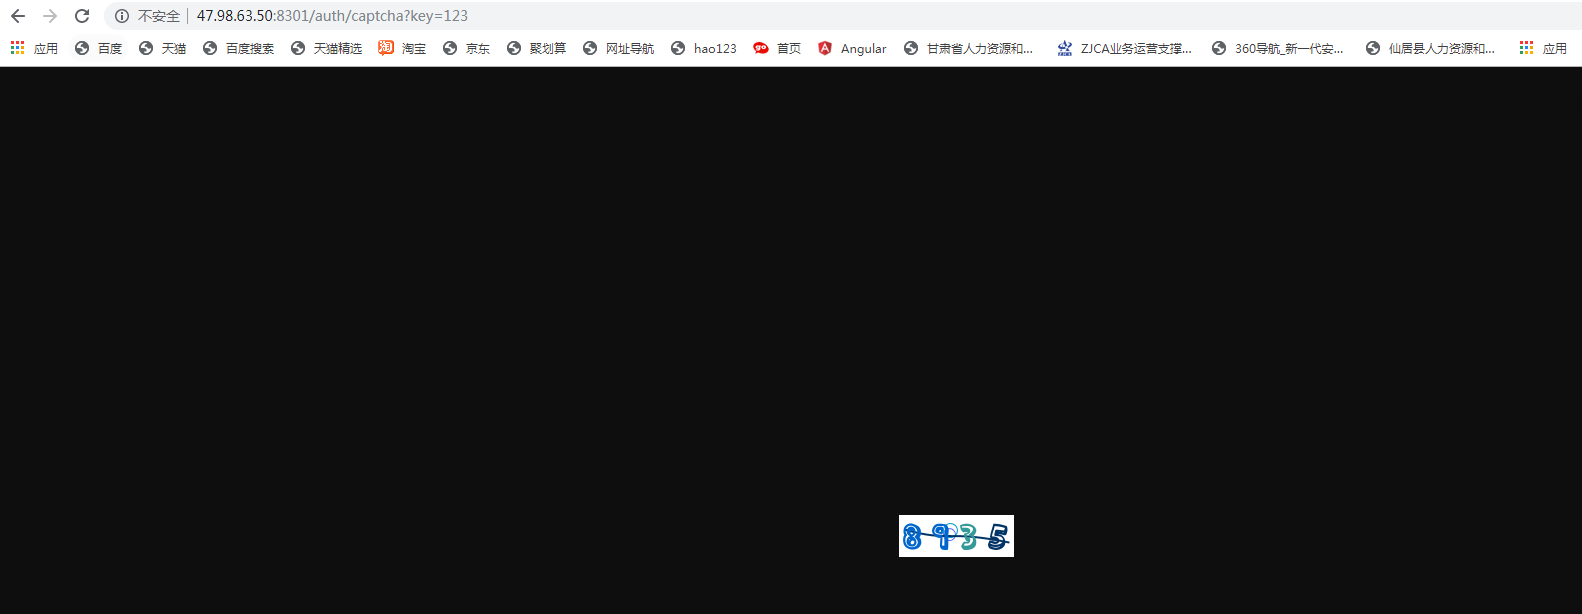 不安全 47.98.63.50:8301/auth/captcha?key=123
应用 百度 天猫 百度搜索 天猫精选 淘 淘宝 京东 聚划算 网址导航 hao123 go 首页 A Angular 甘肃省人力资源和... ZJCA业务运营支撑... 360导航_新一代安... 仙居县人力资源和... 应用
8935